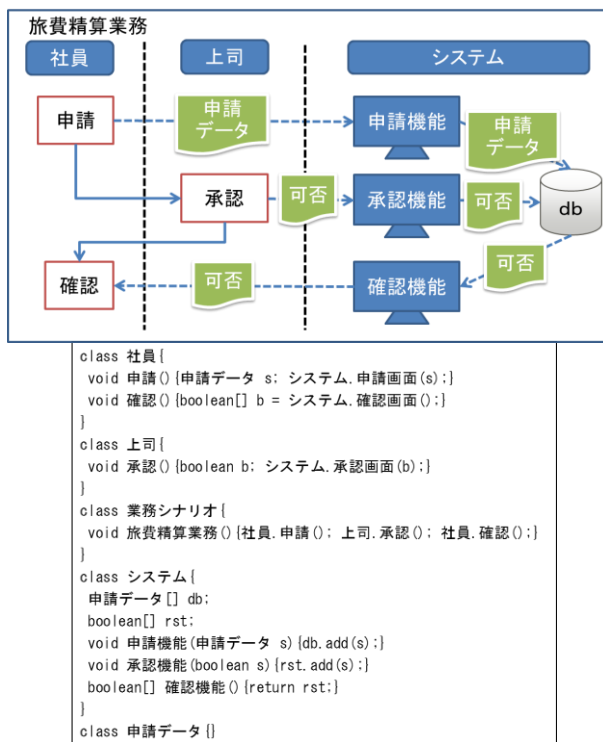 旅費精算業務
社員
上司
システム
申請
申請
データ
申請機能
申請
データ
承認
可否
承認機能
可否
db
確認
可否
確認機能
可否
class 社員{
void 申請(){申請データ s; システム.申請画面(s);}
void 確認(){boolean[] b = システム.確認画面();}
}
class 上司{
void 承認(){boolean b; システム.承認画面(b);}
}
class 業務シナリオ{
void 旅費精算業務(){社員.申請(); 上司.承認(); 社員.確認();}
}
class システム{
申請データ[] db;
boolean[] rst;
void 申請機能(申請データ s){db.add(s);}
void 承認機能(boolean s){rst.add(s);}
boolean[] 確認機能(){return rst;}
}
class 申請データ{}